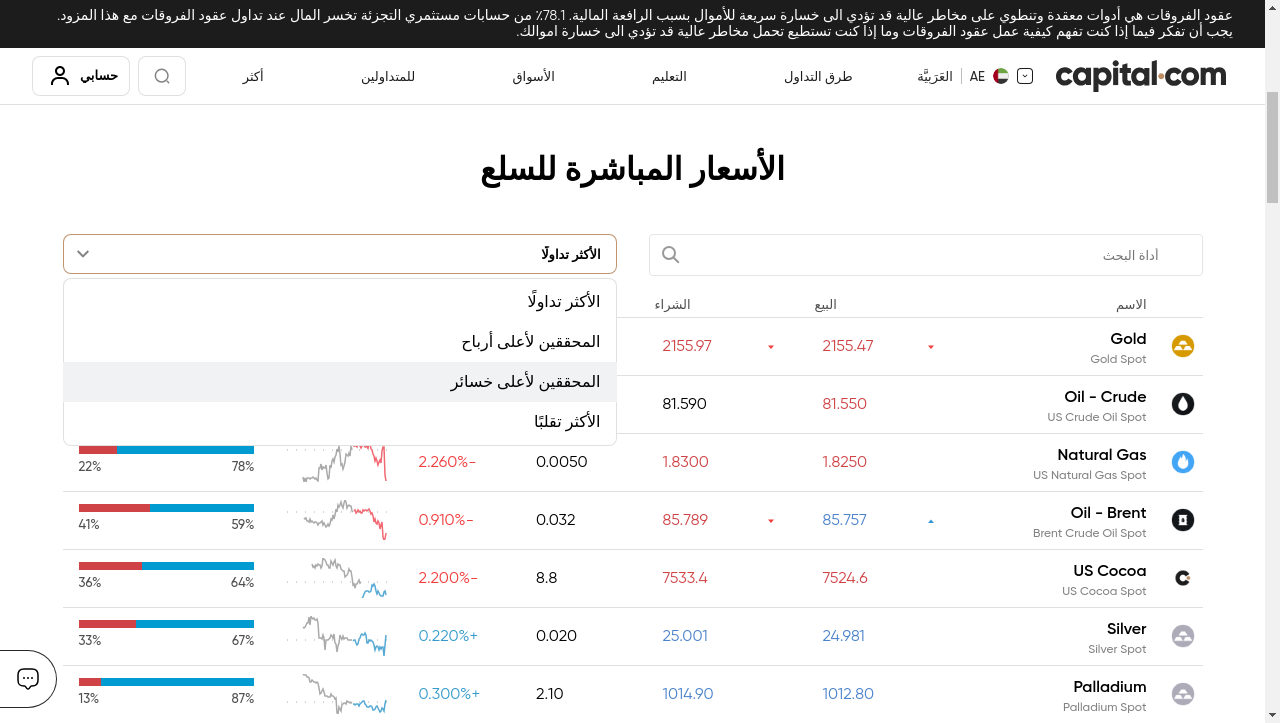 عقود الفروقات هي أدوات معقدة وتنطوي على مخاطر عالية قد تؤدي الى خسارة سريعة للأموال بسبب الرافعة المالية. 78.1٪ من حسابات مستثمري التجزئة تخسر المال عند تداول عقود الفروقات مع هذا المزود.
يجب أن تفكر فيما إذا كنت تفهم كيفية عمل عقود الفروقات وما إذا كنت تستطيع تحمل مخاطر عالية قد تؤدي الى خسارة اموالك.
capital.com AE العَرَبِيَّة طرق التداول التعليم الأسواق للمتداولين أكثر حسابي
الأسعار المباشرة للسلع
أداة البحث
الأكثر تداولًا
الأكثر تداولًا
المحققين لأعلى أرباح
المحققين لأعلى خسائر
الأكثر تقلبًا
الاسم البيع الشراء
Gold 2155.47 2155.97
Gold Spot
Oil - Crude 81.550 81.590
US Crude Oil Spot
Natural Gas 1.8250 1.8300 0.0050 2.260%-
US Natural Gas Spot 78% 22%
Oil - Brent 85.757 85.789 0.032 0.910%-
Brent Crude Oil Spot 59% 41%
US Cocoa 7524.6 7533.4 8.8 2.200%-
US Cocoa Spot 64% 36%
Silver 24.981 25.001 0.020 0.220%+
Silver Spot 67% 33%
Palladium 1012.80 1014.90 2.10 0.300%+
Palladium Spot 87% 13%